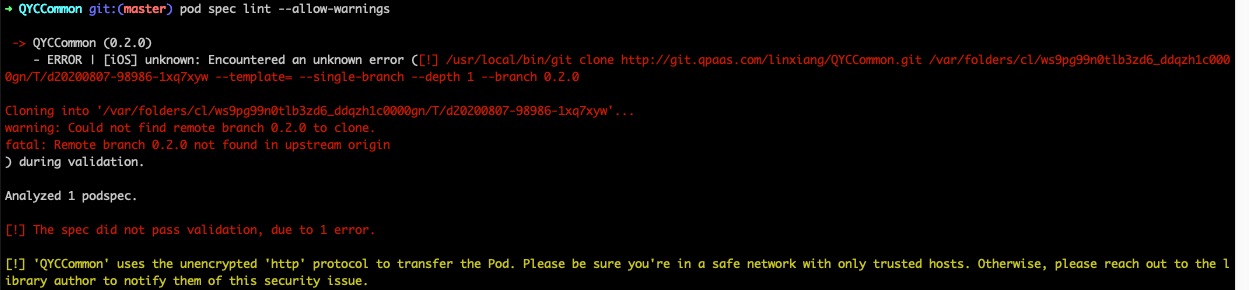 → QYCCommon git:(master) pod spec lint --allow-warnings
-> QYCCommon (0.2.0)
- ERROR | [iOS] unknown: Encountered an unknown error ([!] /usr/local/bin/git clone http://git.qpaas.com/linxiang/QYCCommon.git /var/folders/cl/ws9pg99n0tlb3zd6_ddqzh1c000
0gn/T/d20200807-98986-1xq7xyw --template= --single-branch --depth 1 --branch 0.2.0
Cloning into '/var/folders/cl/ws9pg99n0tlb3zd6_ddqzh1c0000gn/T/d20200807-98986-1xq7xyw'...
warning: Could not find remote branch 0.2.0 to clone.
fatal: Remote branch 0.2.0 not found in upstream origin
) during validation.
Analyzed 1 podspec.
[!] The spec did not pass validation, due to 1 error.
[!] 'QYCCommon' uses the unencrypted 'http' protocol to transfer the Pod. Please be sure you're in a safe network with only trusted hosts. Otherwise, please reach out to the l
ibrary author to notify them of this security issue.